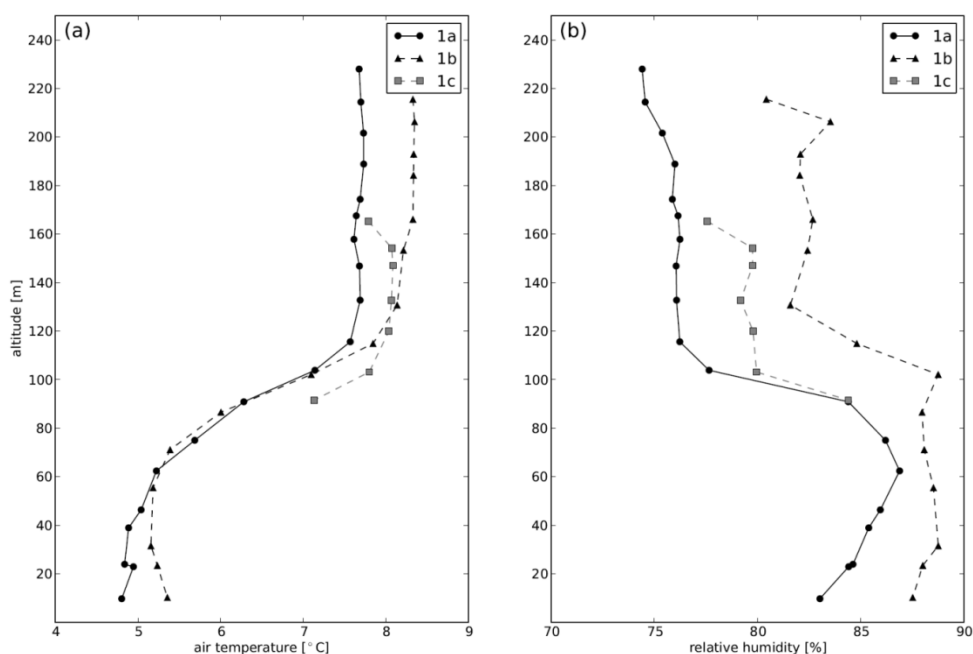 (a)
1a
1b
1c
240
220
200
180
160
140
120
100
80
60
40
20
altitude [m]
4 5 6 7 8 9
air temperature [°C]
(b)
1a
1b
1c
240
220
200
180
160
140
120
100
80
60
40
20
70 75 80 85 90
relative humidity [%]